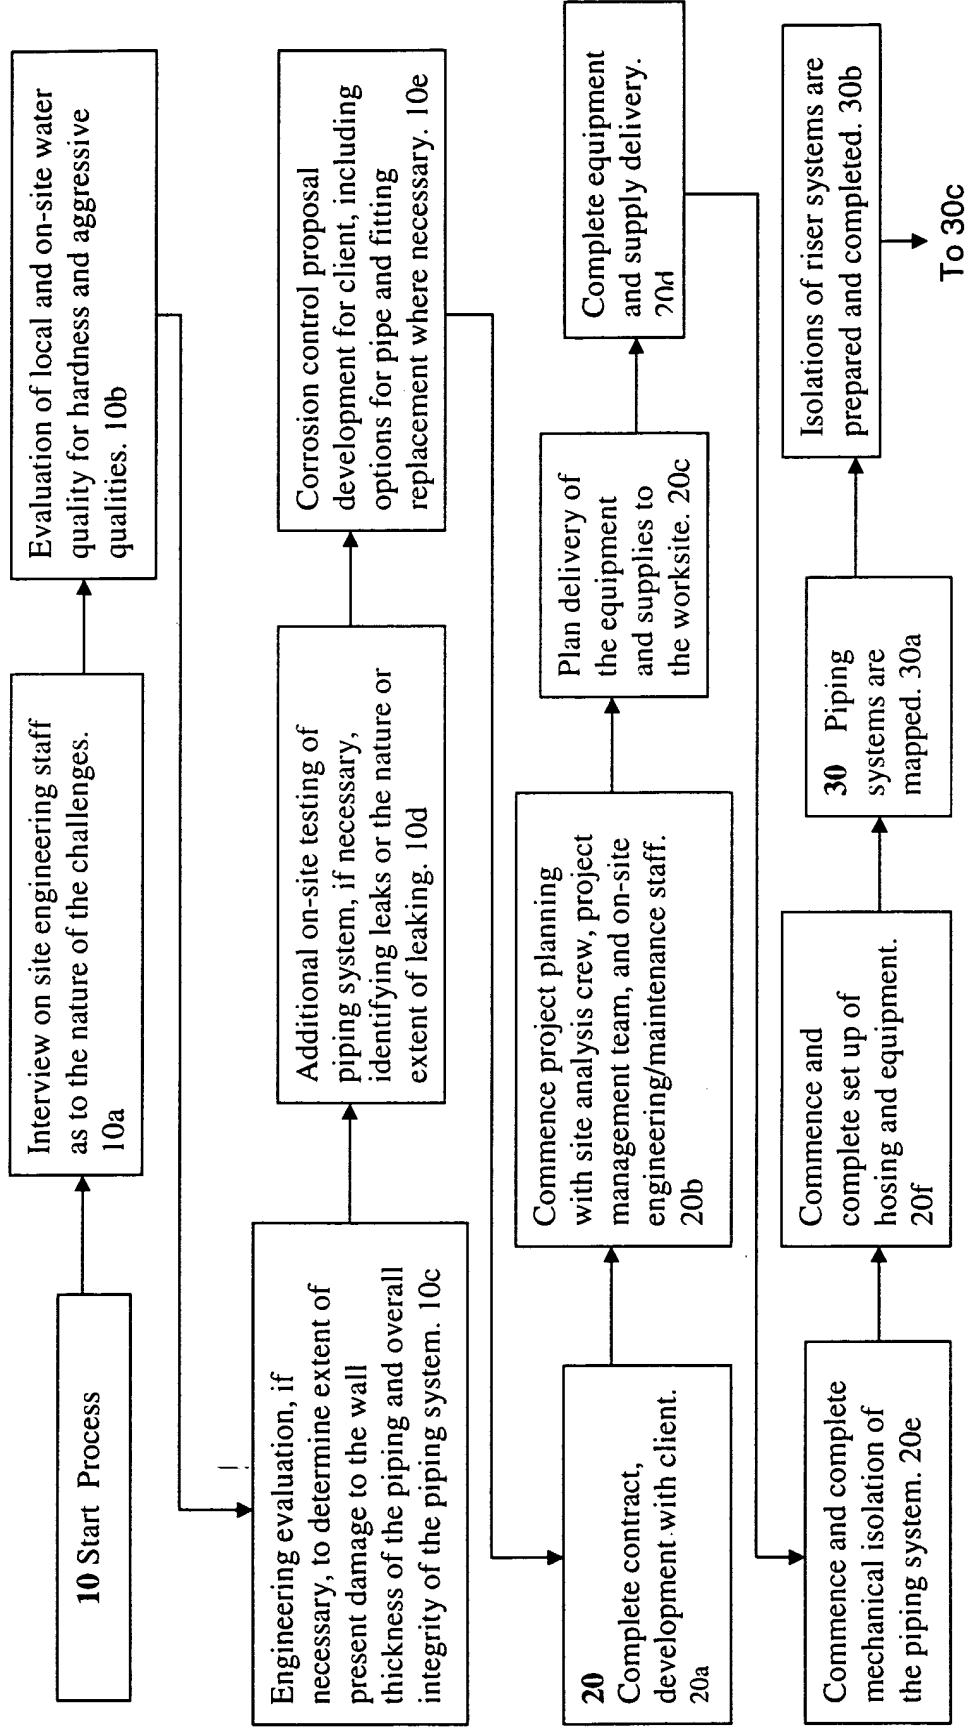 10 Start Process
Interview on site engineering staff
as to the nature of the challenges.
10a
Evaluation of local and on-site water
quality for hardness and aggressive
qualities. 10b
Engineering evaluation, if
necessary, to determine extent of
present damage to the wall
thickness of the piping and overall
integrity of the piping system. 10c
Additional on-site testing of
piping system, if necessary,
identifying leaks or the nature or
extent of leaking. 10d
Corrosion control proposal
development for client, including
options for pipe and fitting
replacement where necessary. 10e
20
Complete contract,
development with client.
20a
Commence project planning
with site analysis crew, project
management team, and on-site
engineering/maintenance staff.
20b
Plan delivery of
the equipment
and supplies to
the worksite. 20c
Complete equipment
and supply delivery.
20d
Commence and complete
mechanical isolation of
the piping system. 20e
Commence and
complete set up of
hosing and equipment.
20f
30 Piping
systems are
mapped. 30a
Isolations of riser systems are
prepared and completed. 30b
To 30c